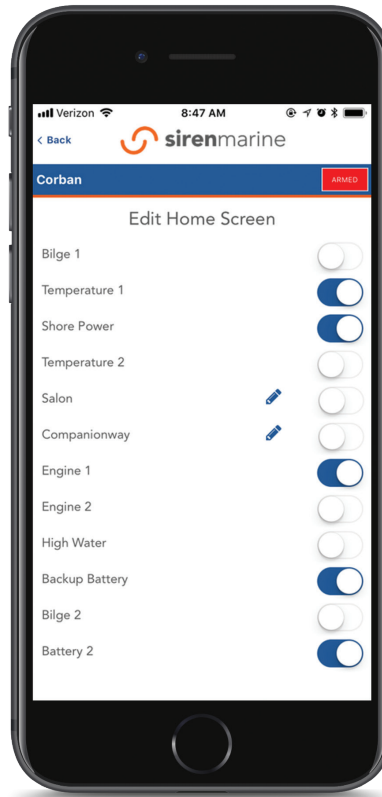 Verizon 8:47 AM
< Back sirenmarine
Corban ARMED
Edit Home Screen
Bilge 1
Temperature 1
Shore Power
Temperature 2
Salon
Companionway
Engine 1
Engine 2
High Water
Backup Battery
Bilge 2
Battery 2